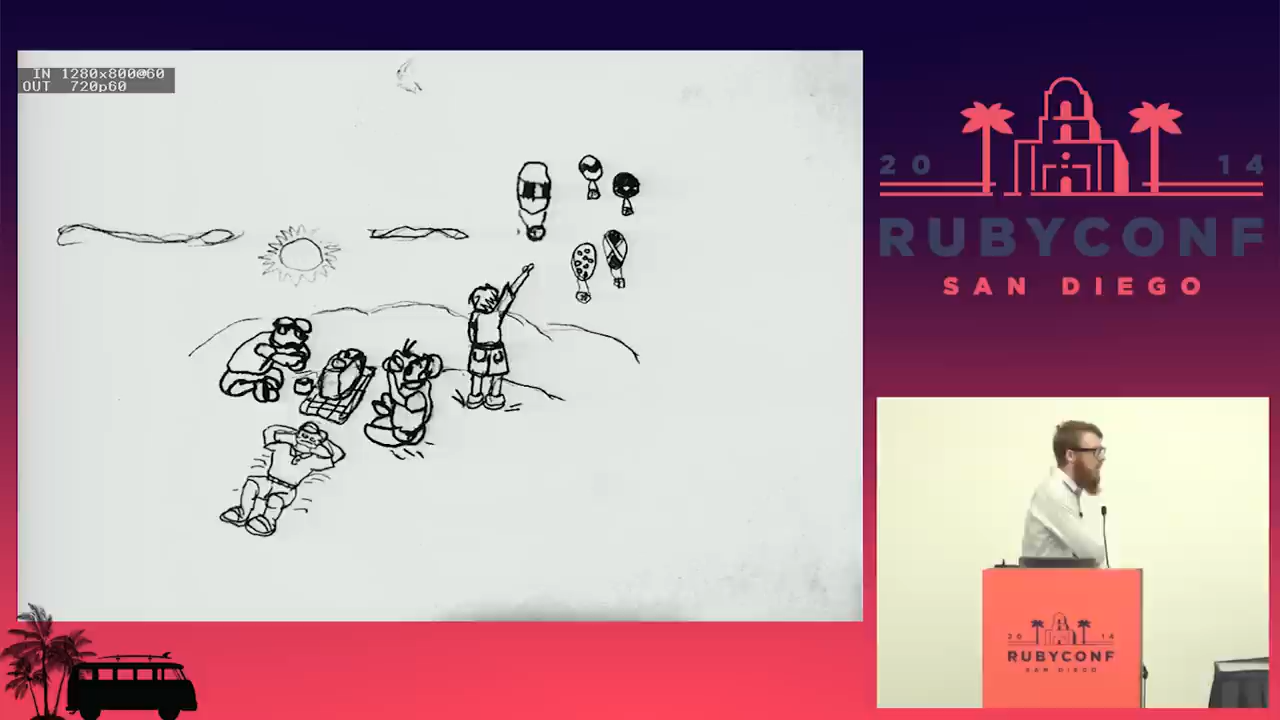 IN 1280x800@60
OUT 720p60
20 14
RUBYCONF
SAN DIEGO
20 14
RUBYCONF
SAN DIEGO